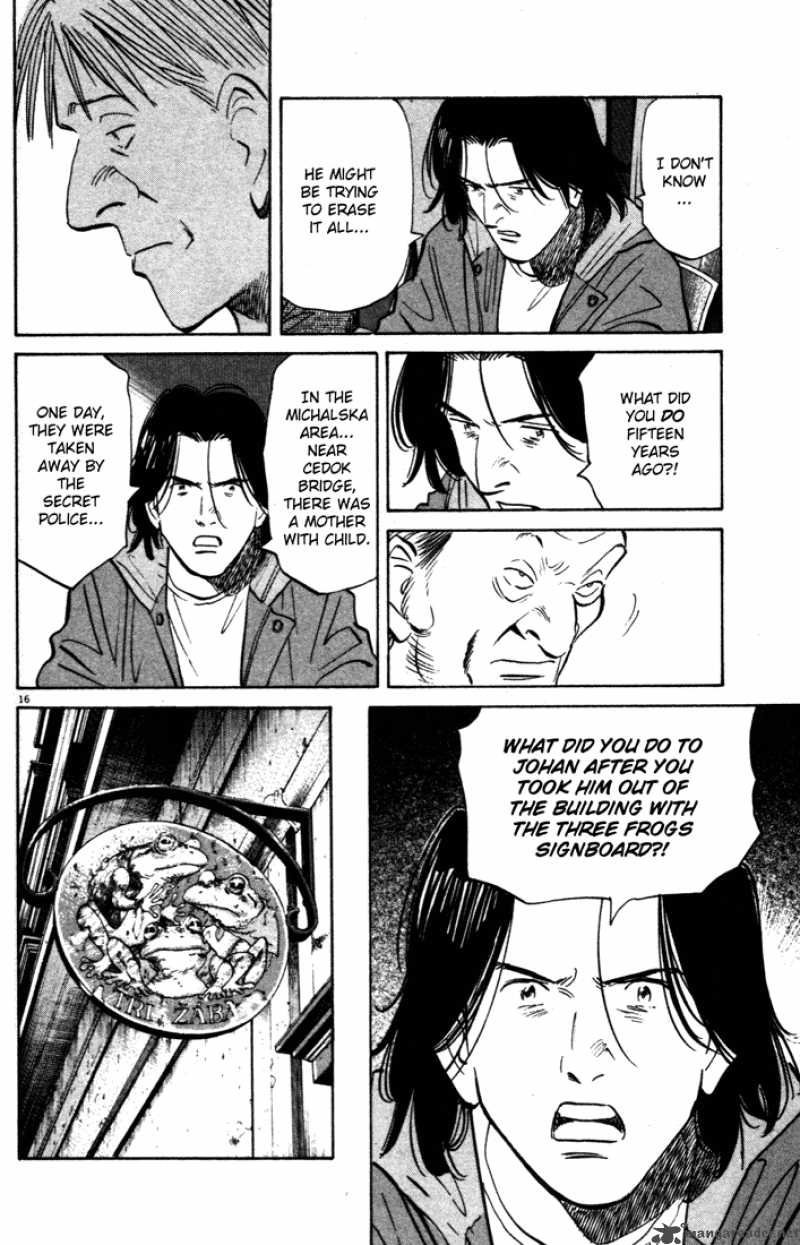 I DON'T
KNOW
...
HE MIGHT
BE TRYING
TO ERASE
IT ALL...
WHAT DID
YOU DO
FIFTEEN
YEARS
AGO?!
IN THE
MICHALSKA
AREA...
NEAR
CEDOK
BRIDGE,
THERE WAS
A MOTHER
WITH CHILD.
ONE DAY,
THEY WERE
TAKEN
AWAY BY
THE
SECRET
POLICE...
16
WHAT DID YOU DO TO
JOHAN AFTER YOU
TOOK HIM OUT OF
THE BUILDING WITH
THE THREE FROGS
SIGNBOARD?!
ZABA